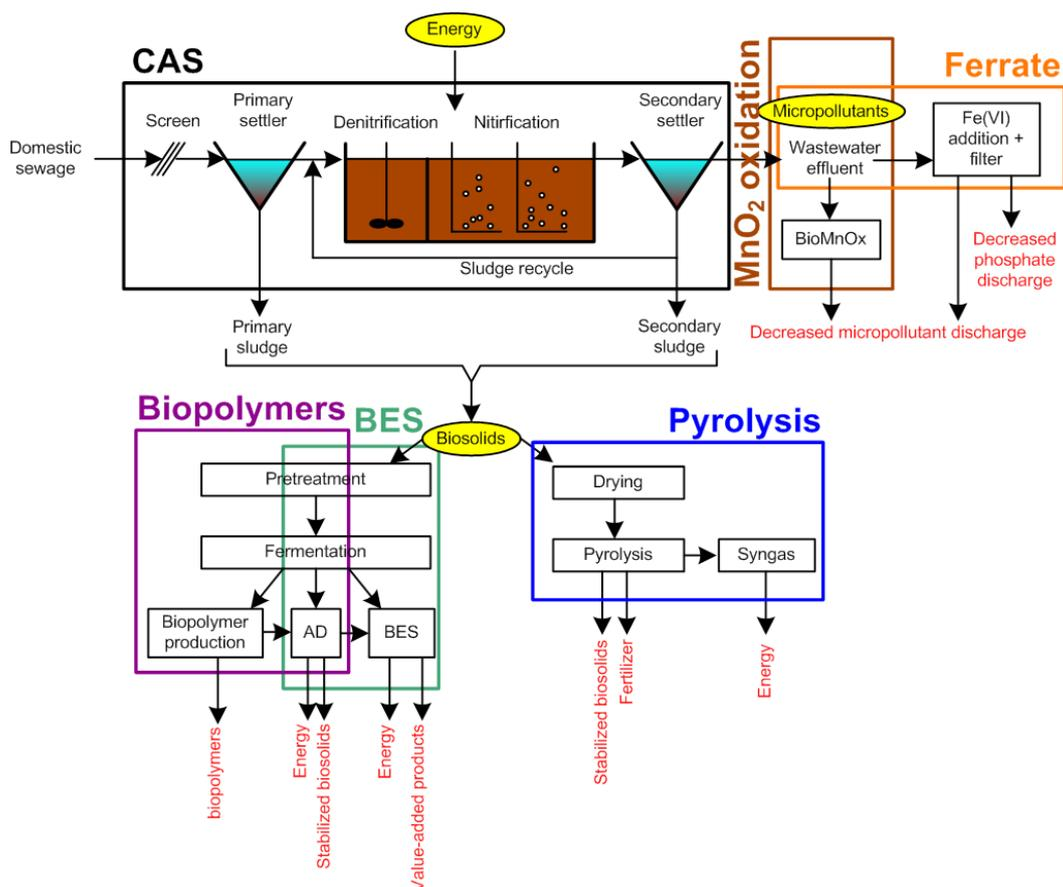 Energy
CAS
MnO2 oxidation
Ferrate
Domestic
sewage
Screen
Primary
settler
Denitrification
Nitirfication
Secondary
settler
Micropollutants
Wastewater
effluent
Fe(VI)
addition +
filter
BioMnOx
Decreased
phosphate
discharge
Sludge recycle
Primary
sludge
Secondary
sludge
Decreased micropollutant discharge
Biopolymers
BES
Biosolids
Pyrolysis
Pretreatment
Fermentation
Biopolymer
production
AD
BES
Drying
Pyrolysis
Syngas
biopolymers
Energy
Stabilized biosolids
Energy
Value-added products
Stabilized biosolids
Fertilizer
Energy